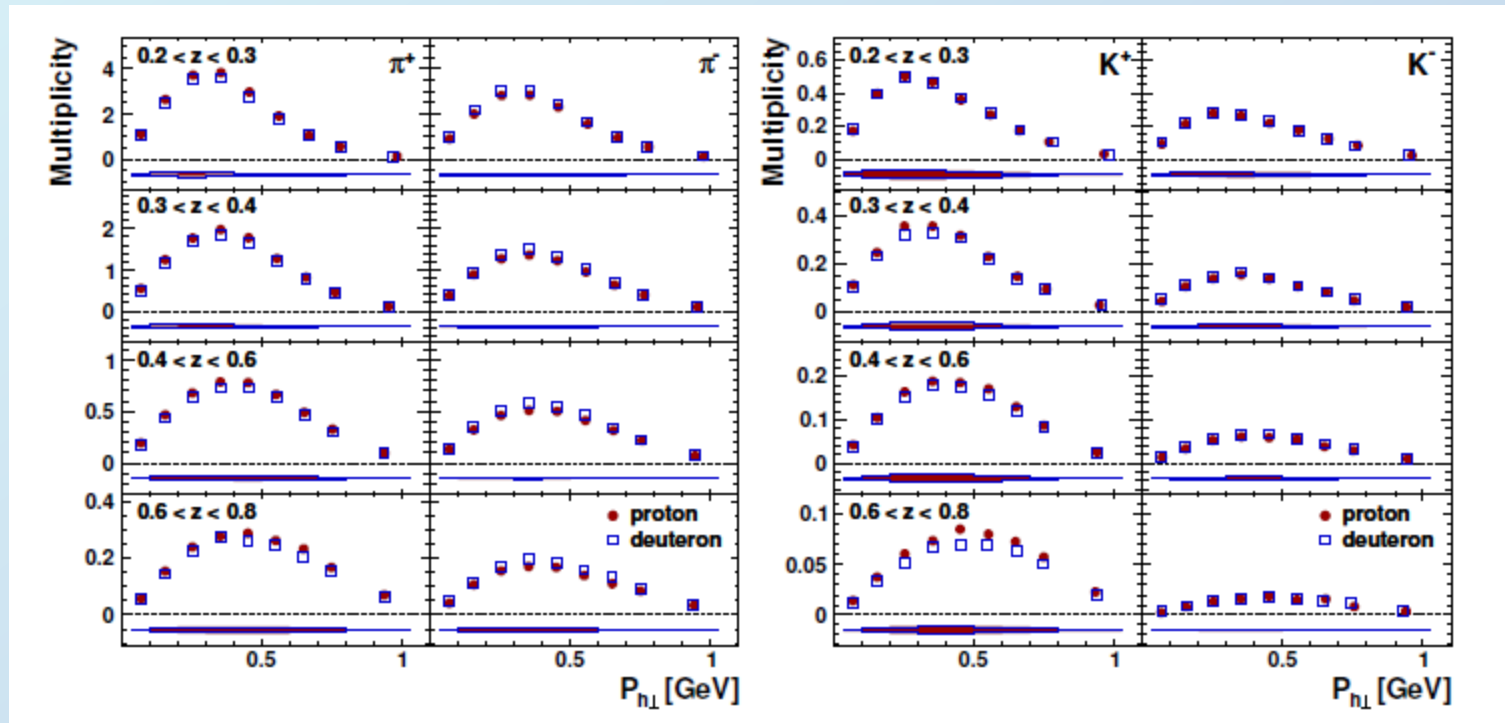 Multiplicity
0.2 < z < 0.3
π+
π-
4
2
0
0.3 < z < 0.4
2
1
0
0.4 < z < 0.6
1
0.5
0
0.6 < z < 0.8
proton
deuteron
0.4
0.2
0
0.5
1
0.5
1
Ph⊥ [GeV]
Multiplicity
0.2 < z < 0.3
K+
K-
0.6
0.4
0.2
0
0.3 < z < 0.4
0.4
0.2
0
0.4 < z < 0.6
0.2
0.1
0
0.6 < z < 0.8
proton
deuteron
0.1
0.05
0
0.5
1
0.5
1
Ph⊥ [GeV]